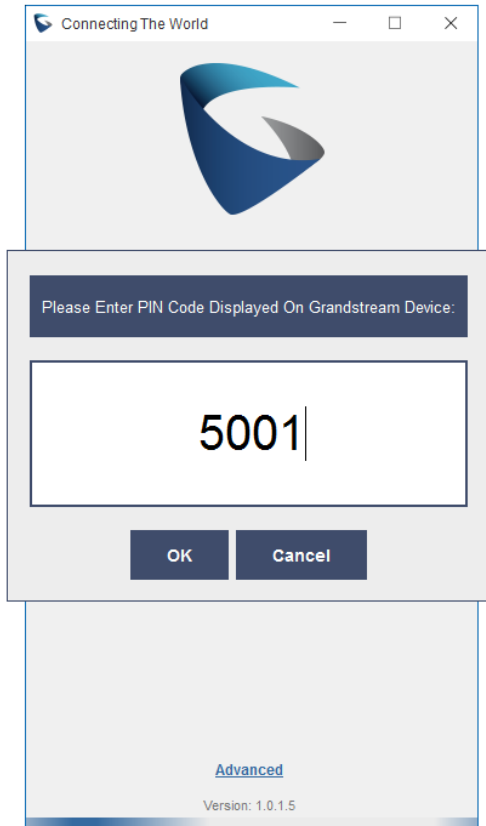 Connecting The World
Please Enter PIN Code Displayed On Grandstream Device:
5001
OK Cancel
Advanced
Version: 1.0.1.5